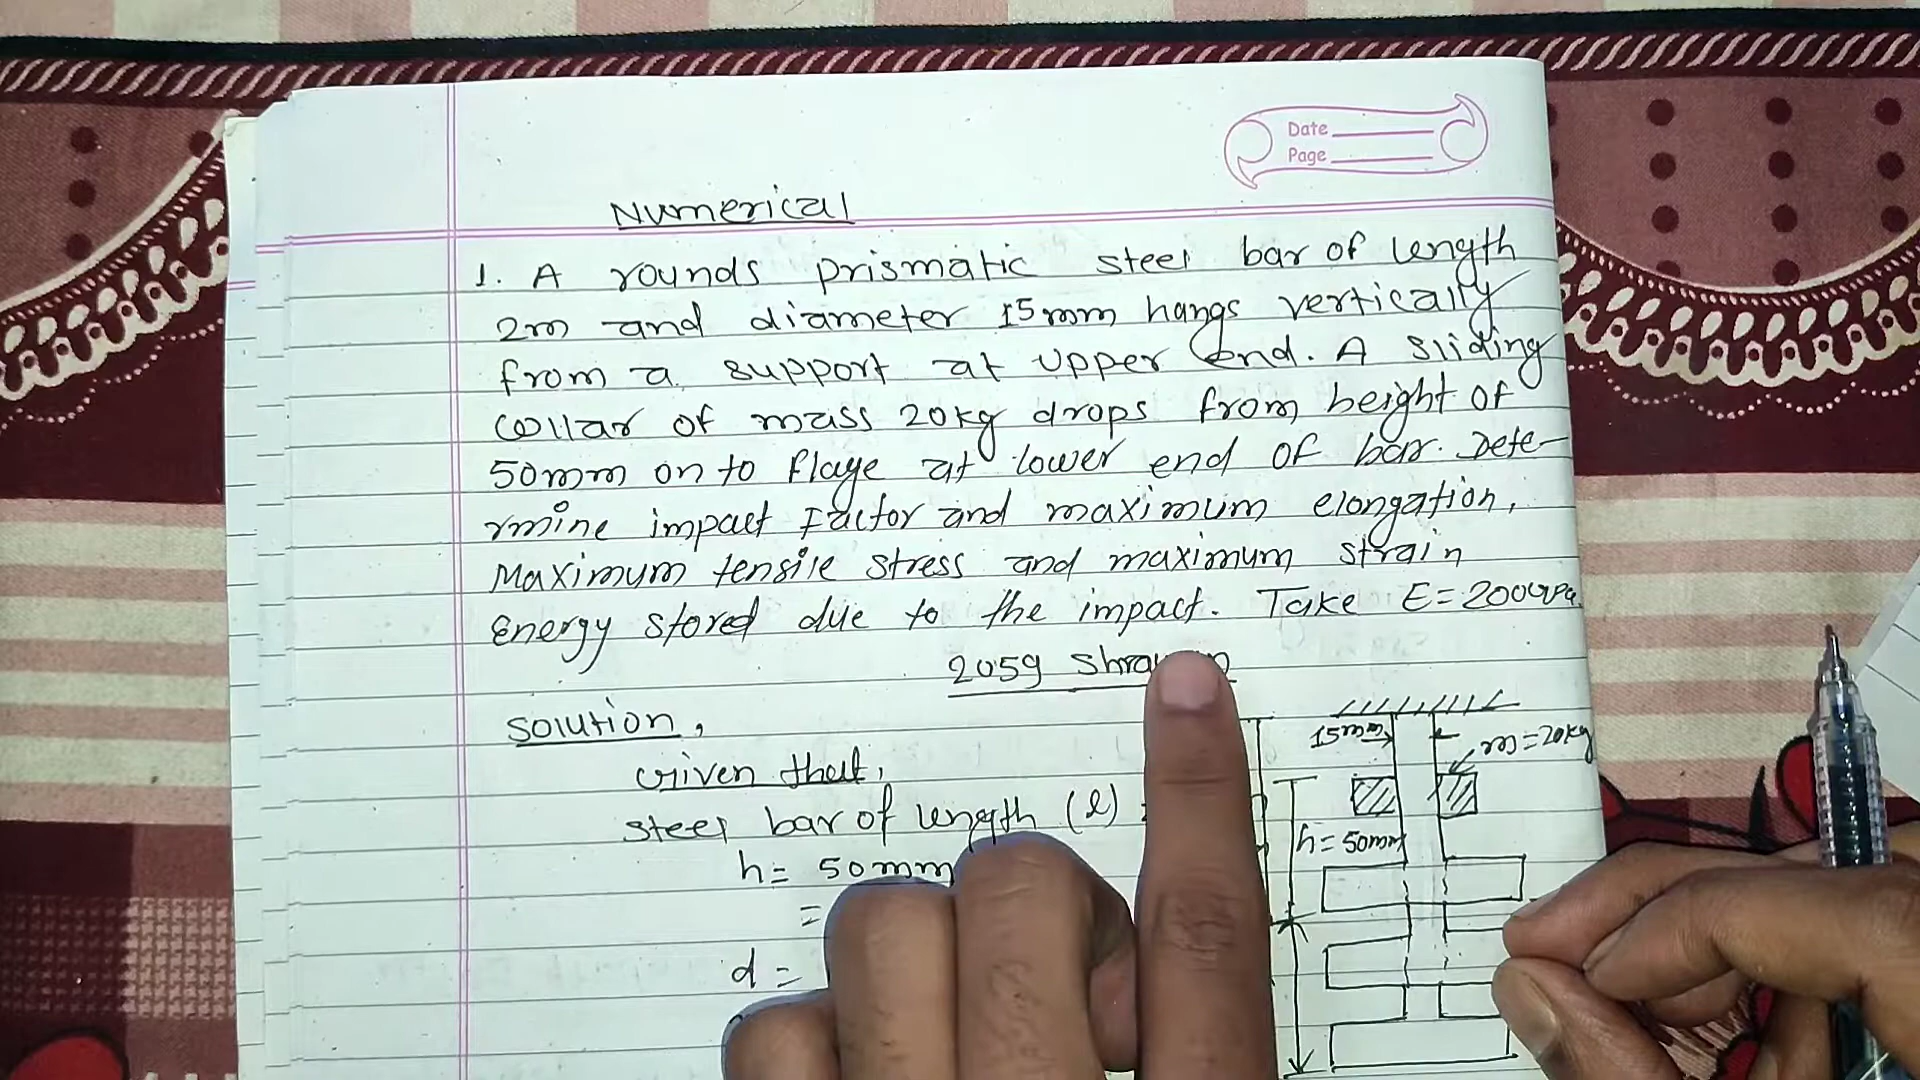 Date
Page
Numerical
1. A rounds prismatic steel bar of length
2m and diameter 15mm hangs vertically
from a support at upper end. A sliding
collar of mass 20kg drops from height of
50mm on to flage at lower end of bar. Dete-
rmine impact Factor and maximum elongation,
Maximum tensile stress and maximum strain
Energy stored due to the impact. Take E=200GPa.
2059
solution,
Given that,
steel bar of length (l)
h= 50mm
=
d=
15mm
m=20kg
h=50mm